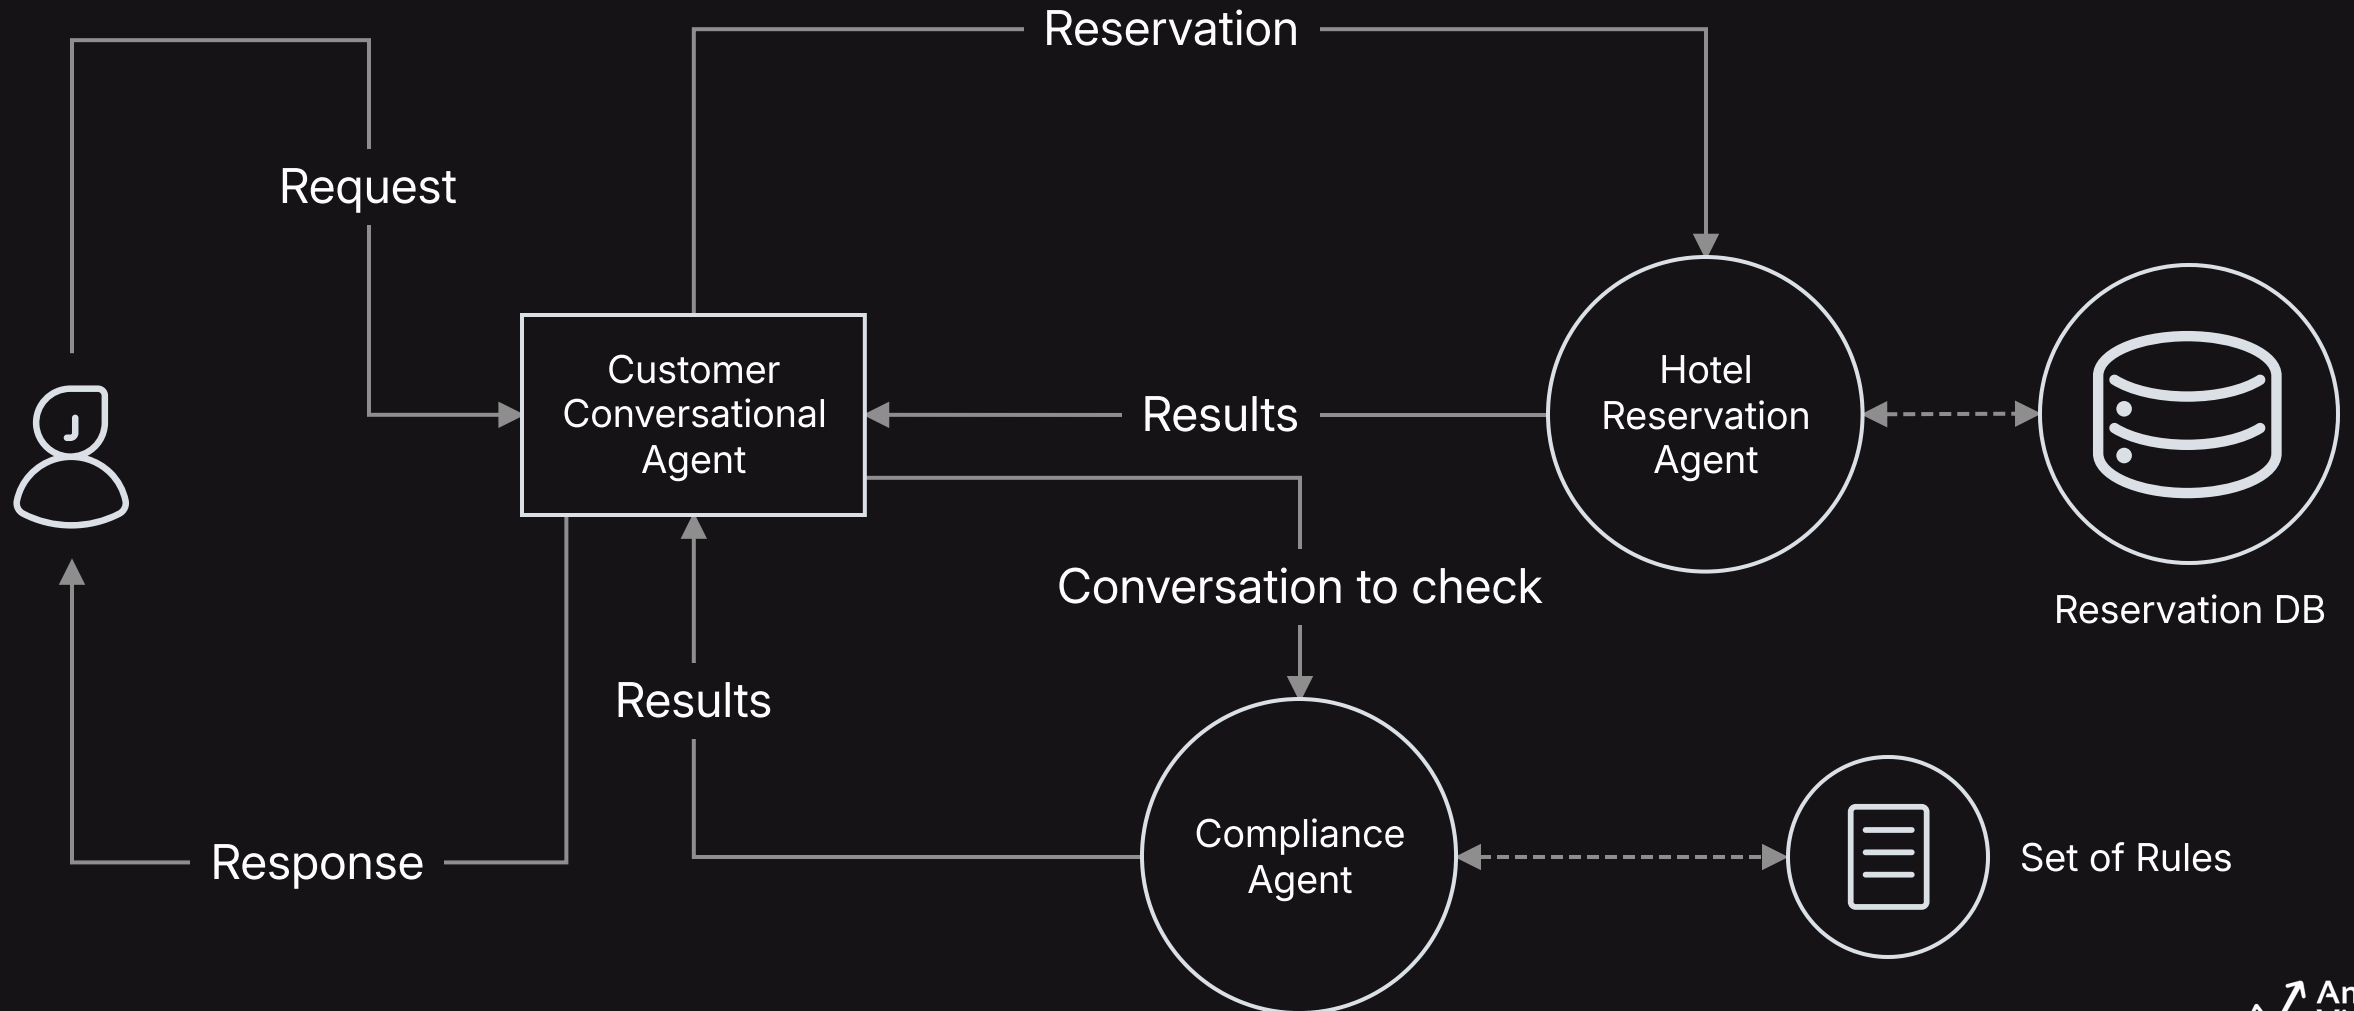 Reservation
Request
Customer
Conversational
Agent
Results
Hotel
Reservation
Agent
Reservation DB
Conversation to check
Results
Response
Compliance
Agent
Set of Rules